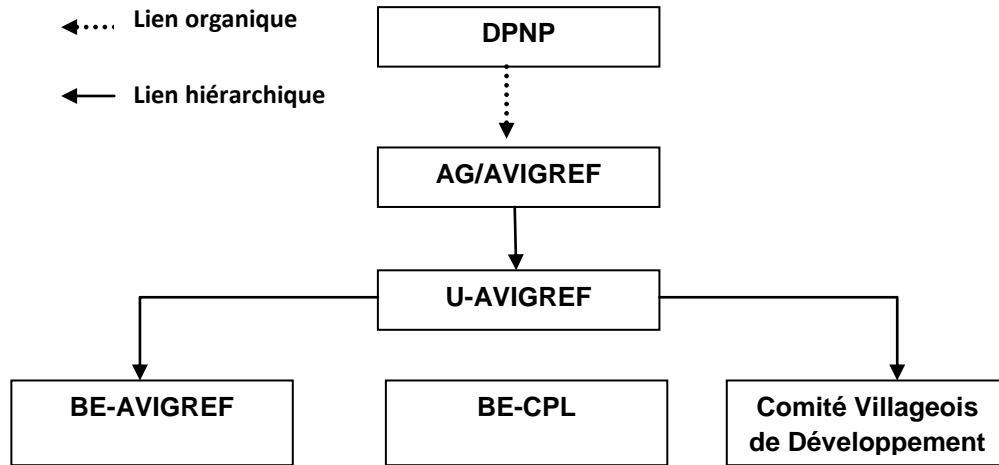 Lien organique
DPNP
Lien hiérarchique
AG/AVIGREF
U-AVIGREF
BE-AVIGREF
BE-CPL
Comité Villageois
de Développement